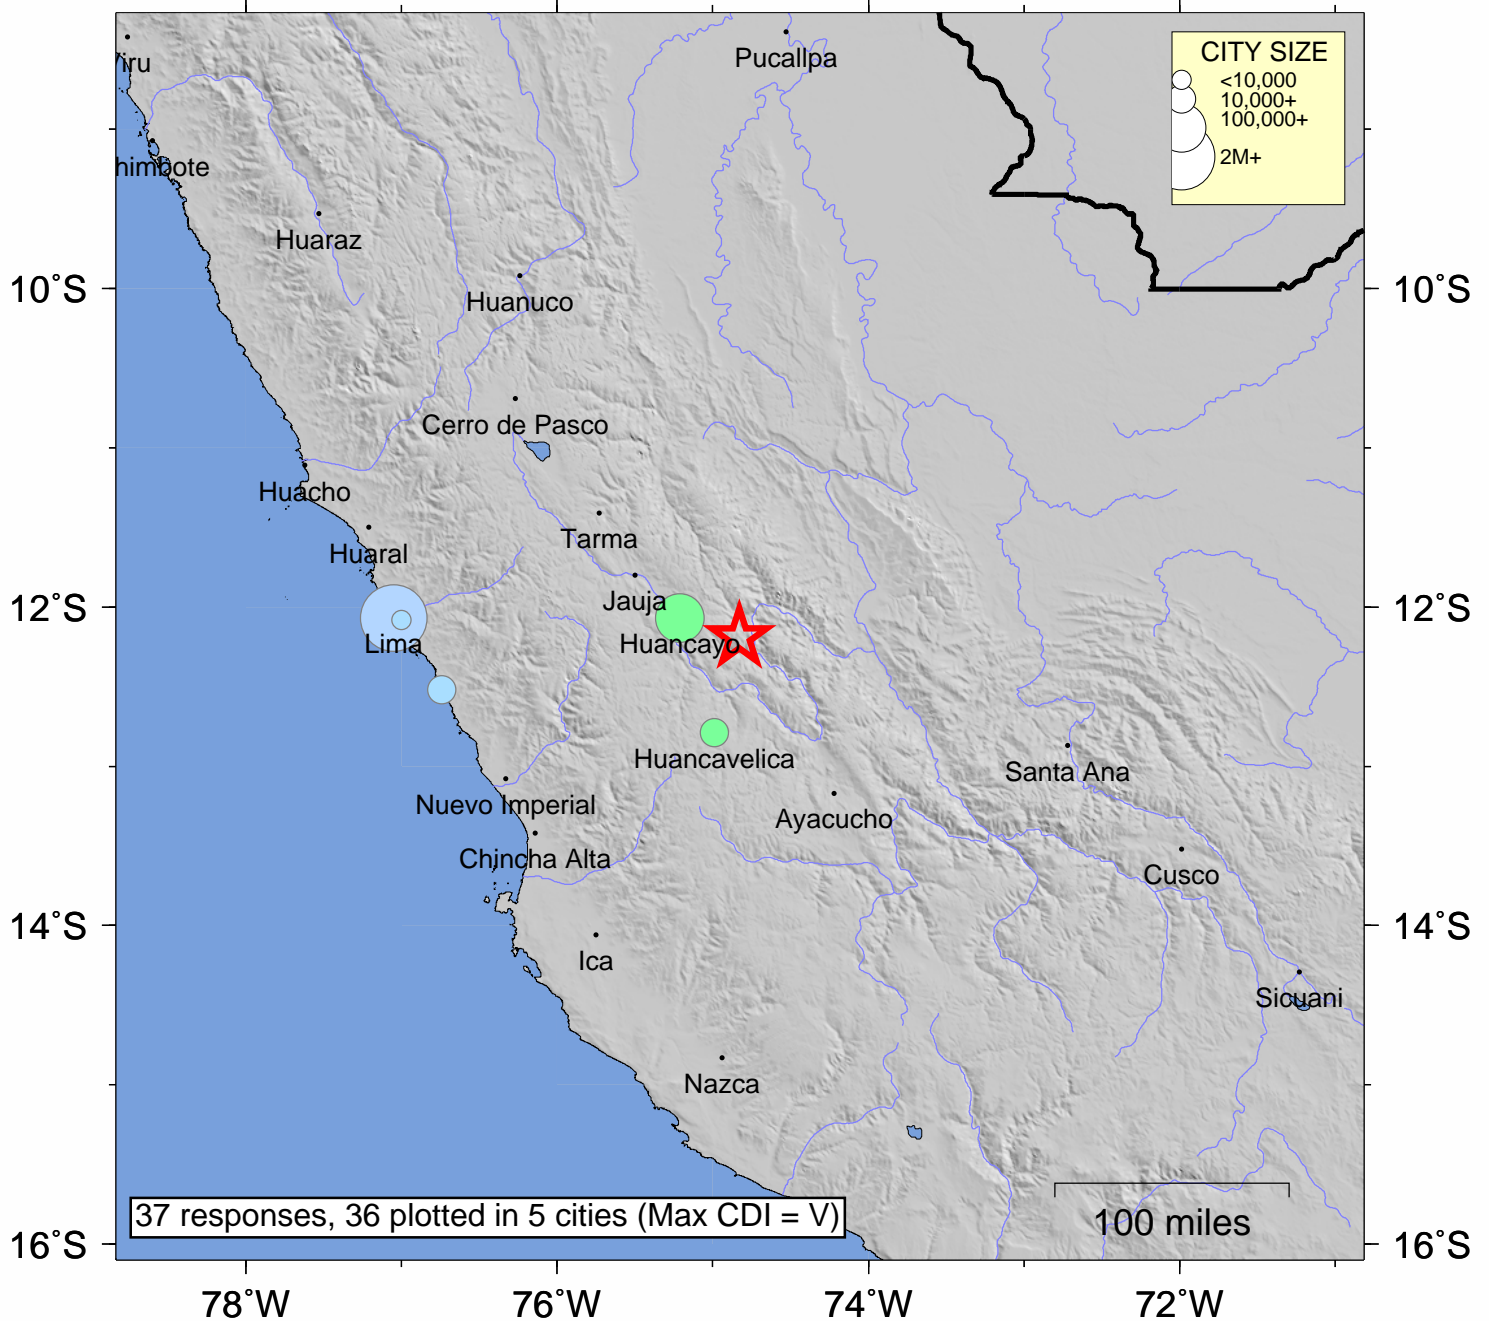 Pucallpa
CITY SIZE
<10,000
10,000+
100,000+
2M+
Viru
himbote
Huaraz
10°S
10°S
Huanuco
Cerro de Pasco
Huacho
Tarma
Huaral
Jauja
12°S
12°S
Lima
Huancayo
Huancavelica
Santa Ana
Nuevo Imperial
Ayacucho
Chincha Alta
Cusco
14°S
14°S
Ica
Sicuani
Nazca
37 responses, 36 plotted in 5 cities (Max CDI = V)
100 miles
16°S
16°S
78°W
76°W
74°W
72°W